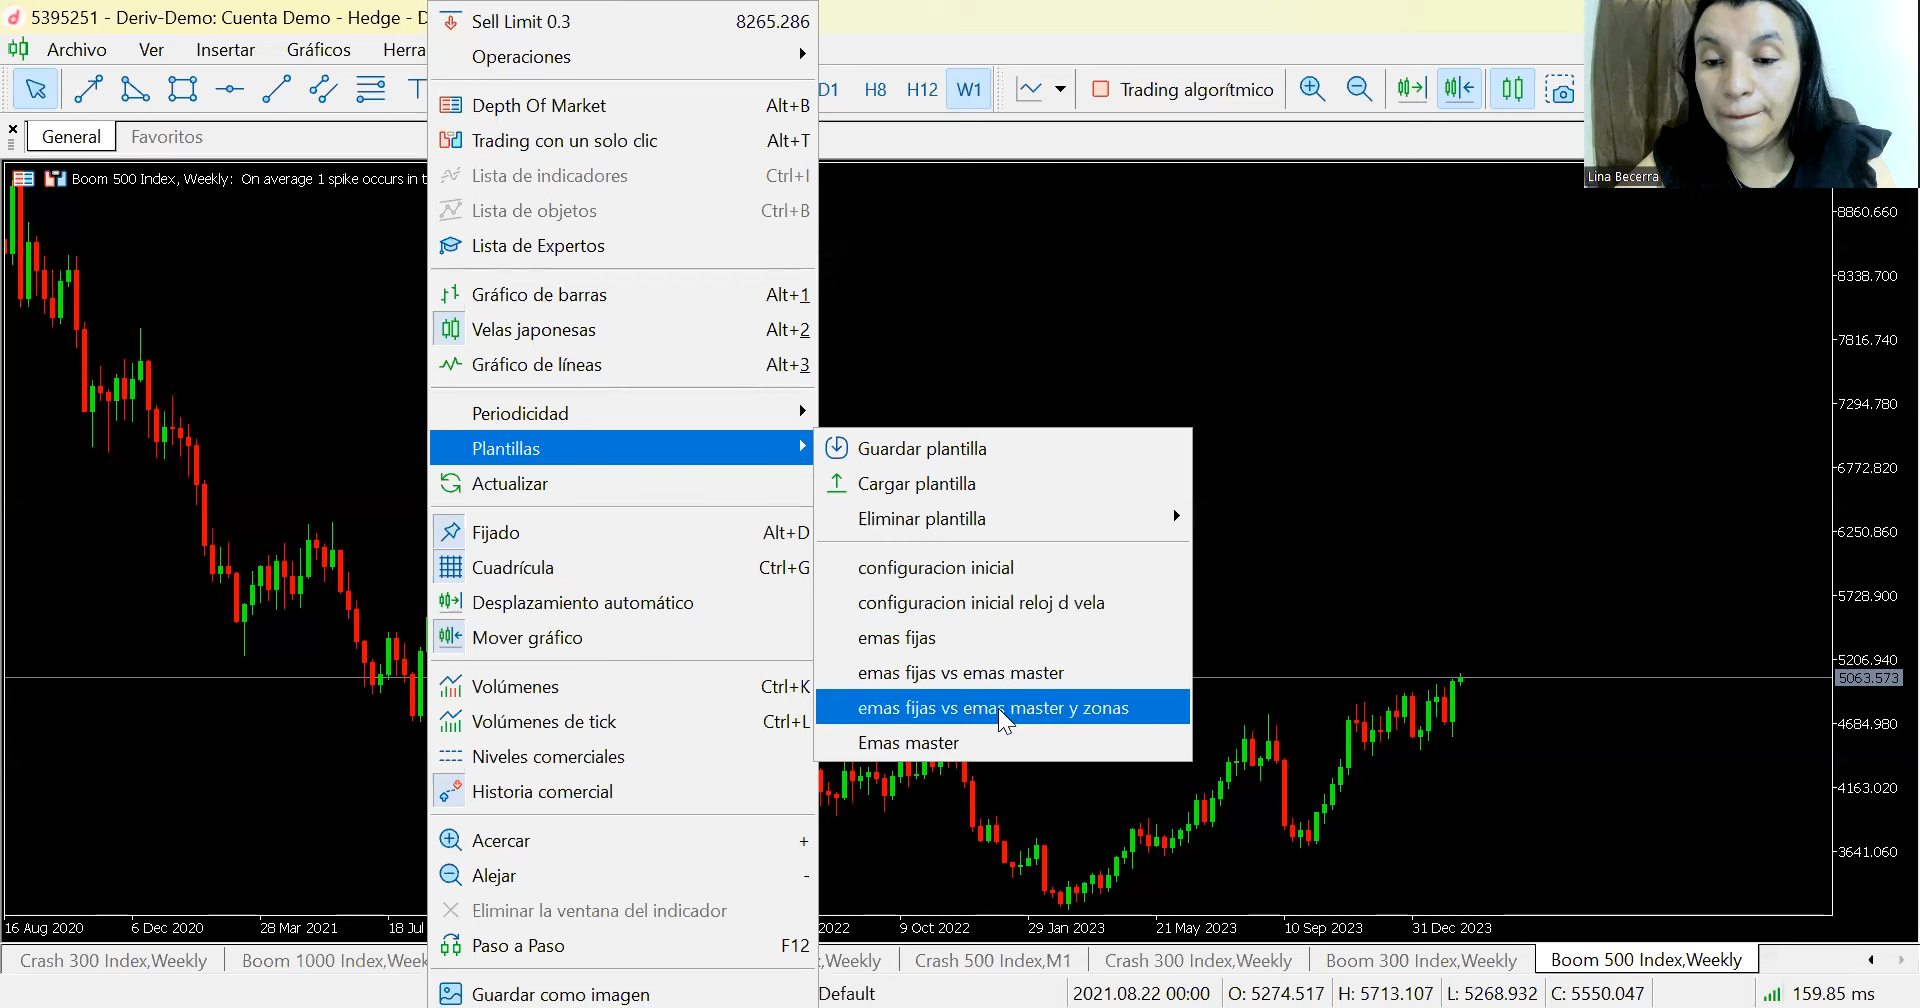 5395251 - Deriv-Demo: Cuenta Demo - Hedge - D
Archivo Ver Insertar Gráficos Herra
D1 H8 H12 W1 Trading algorítmico
General Favoritos
Boom 500 Index, Weekly: On average 1 spike occurs in t
Sell Limit 0.3 8265.286
Operaciones
Depth Of Market Alt+B
Trading con un solo clic Alt+T
Lista de indicadores Ctrl+I
Lista de objetos Ctrl+B
Lista de Expertos
Gráfico de barras Alt+1
Velas japonesas Alt+2
Gráfico de líneas Alt+3
Periodicidad
Plantillas
Actualizar
Fijado Alt+D
Cuadrícula Ctrl+G
Desplazamiento automático
Mover gráfico
Volúmenes Ctrl+K
Volúmenes de tick Ctrl+L
Niveles comerciales
Historia comercial
Acercar +
Alejar -
Eliminar la ventana del indicador
Paso a Paso F12
Guardar como imagen
Guardar plantilla
Cargar plantilla
Eliminar plantilla
configuracion inicial
configuracion inicial reloj d vela
emas fijas
emas fijas vs emas master
emas fijas vs emas master y zonas
Emas master
Lina Becerra
8860.660
8338.700
7816.740
7294.780
6772.820
6250.860
5728.900
5206.940
5063.573
4684.980
4163.020
3641.060
16 Aug 2020 6 Dec 2020 28 Mar 2021 18 Jul 2022 9 Oct 2022 29 Jan 2023 21 May 2023 10 Sep 2023 31 Dec 2023
Crash 300 Index,Weekly Boom 1000 Index,Week ,Weekly Crash 500 Index,M1 Crash 300 Index,Weekly Boom 300 Index,Weekly Boom 500 Index,Weekly
Default 2021.08.22 00:00 O: 5274.517 H: 5713.107 L: 5268.932 C: 5550.047 159.85 ms